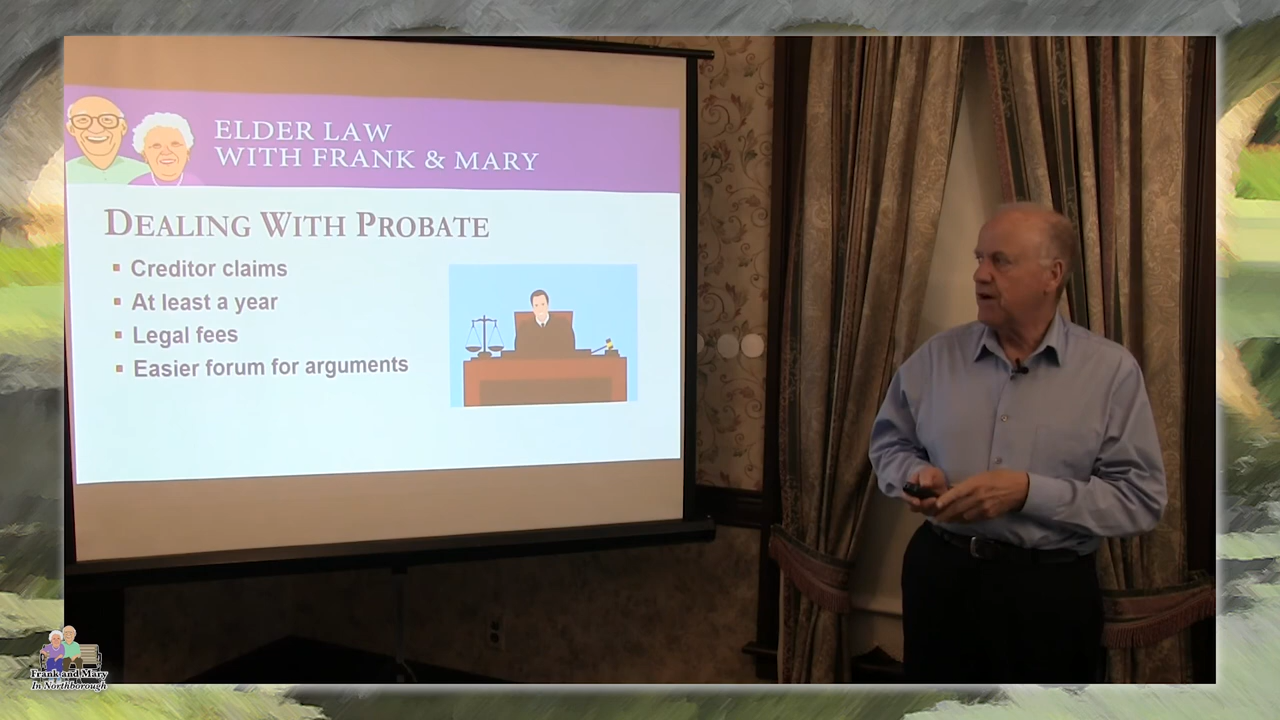 ELDER LAW
WITH FRANK & MARY
DEALING WITH PROBATE
▪ Creditor claims
▪ At least a year
▪ Legal fees
▪ Easier forum for arguments
Frank and Mary
In Northborough